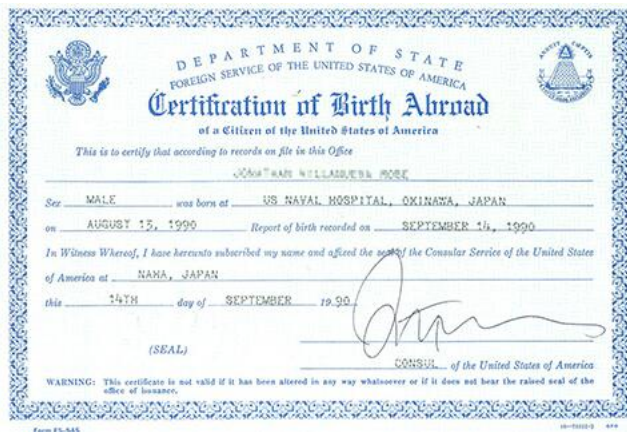 DEPARTMENT OF STATE
FOREIGN SERVICE OF THE UNITED STATES OF AMERICA
Certification of Birth Abroad
of a Citizen of the United States of America
This is to certify that according to records on file in this Office
JONATHAN VILLANUEVA
Sex MALE was born at US NAVAL HOSPITAL, OKINAWA, JAPAN
on AUGUST 13, 1990 Report of birth recorded on SEPTEMBER 14, 1990
In Witness Whereof, I have hereunto subscribed my name and affixed the seal of the Consular Service of the United States
of America at NAHA, JAPAN
this 14TH day of SEPTEMBER 19 90
(SEAL)
CONSUL of the United States of America
WARNING: This certificate is not valid if it has been altered in any way whatsoever or if it does not bear the raised seal of the
office of issuance.
Form FS-545